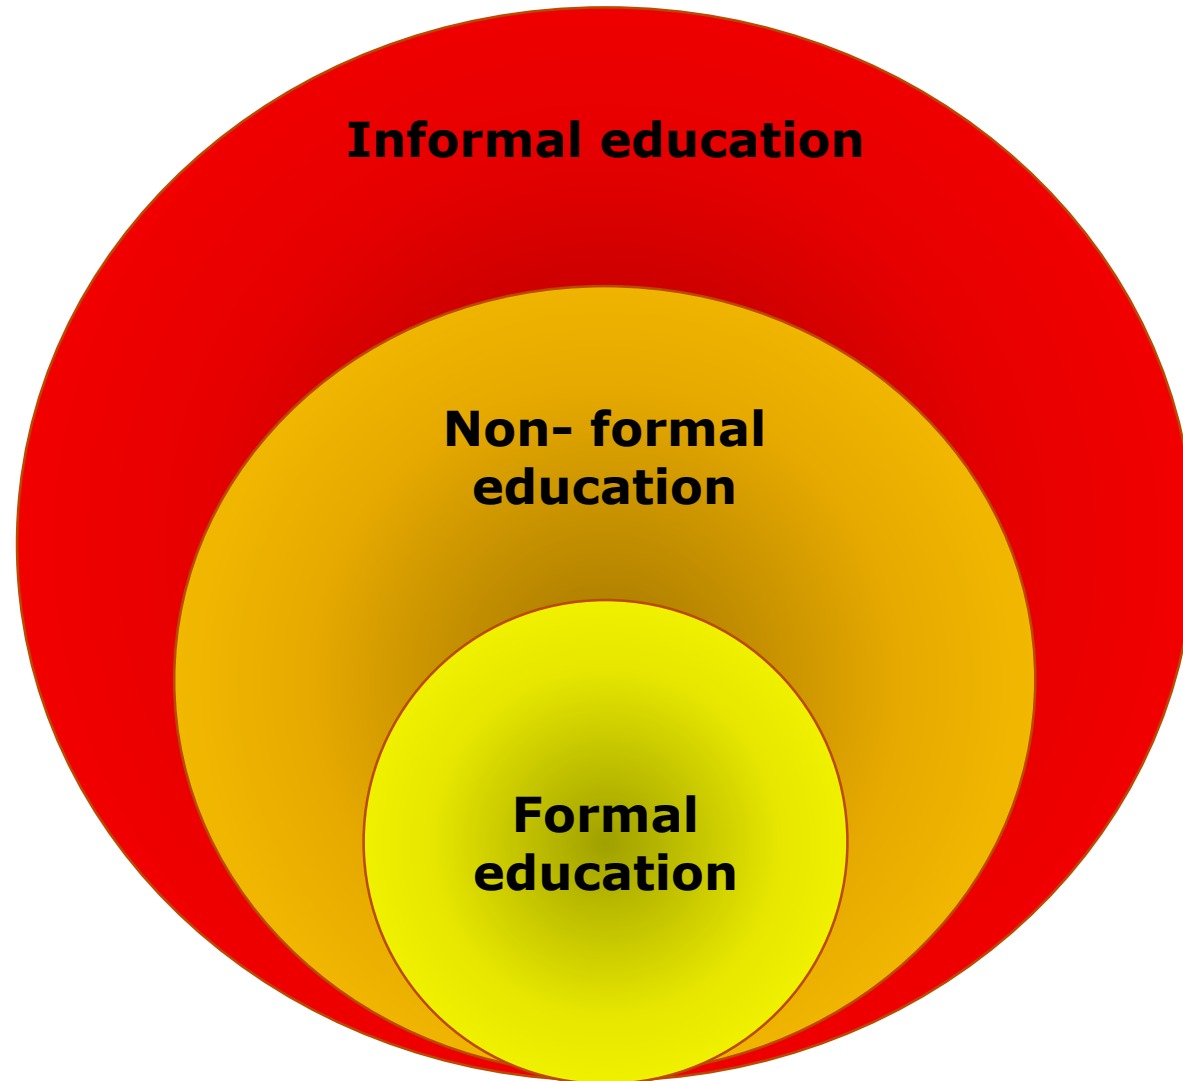 Informal education
Non- formal
education
Formal
education